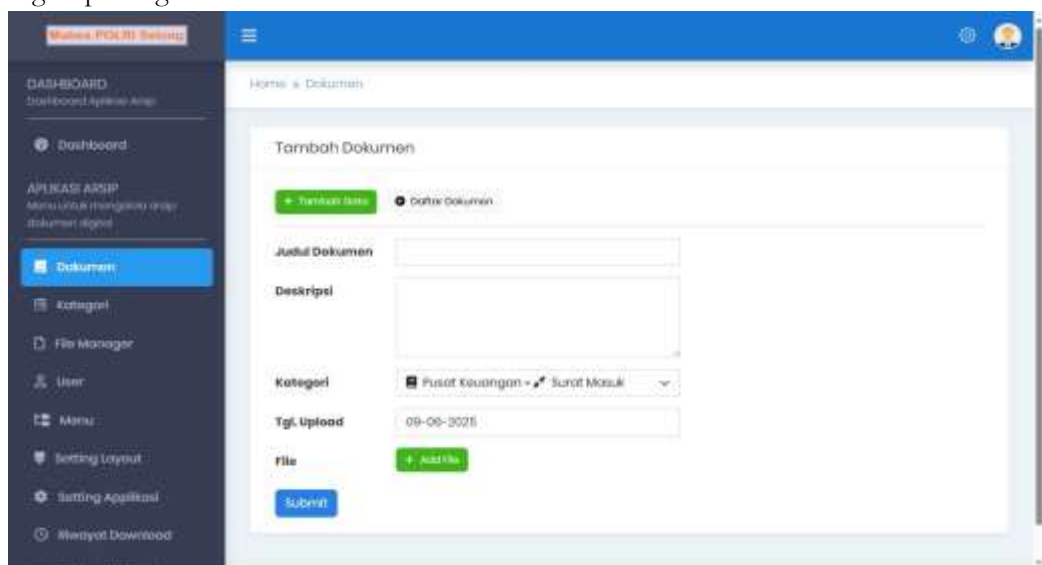 Mabes POLRI Selong
DASHBOARD
Dashboard Aplikasi Arsip
Dashboard
APLIKASI ARSIP
Menu untuk mengelola arsip
dokumen digital
Dokumen
Kategori
File Manager
User
Menu
Setting Layout
Setting Applikasi
Riwayat Download
Home » Dokumen
Tambah Dokumen
+ Tambah Data Daftar Dokumen
Judul Dokumen
Deskripsi
Kategori Pusat Keuangan - Surat Masuk
Tgl. Upload 09-06-2025
File + Add File
Submit